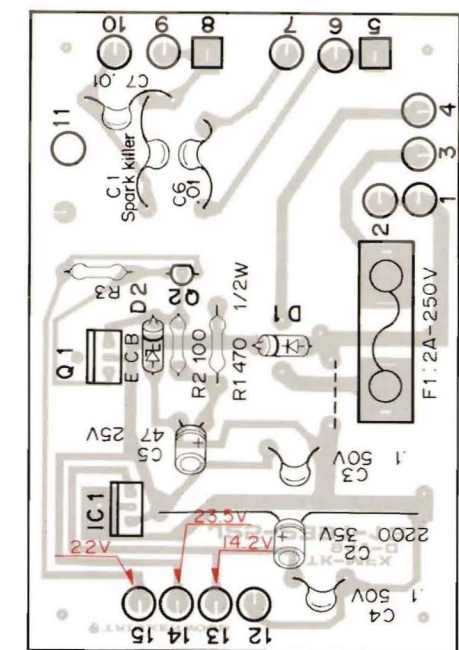 10
9
8
7
6
5
C7 .01
11
C1
Spark killer
C6
.01
4
3
2
1
R3
D2
Q2
1/2W
D1
Q1
E C B
R2 100
R1 470
F1:2A-250V
C5
47
25V
C3
.1
50V
IC1
22V
23.5V
14.2V
C2
2200
35V
C4
.1
50V
15
14
13
12